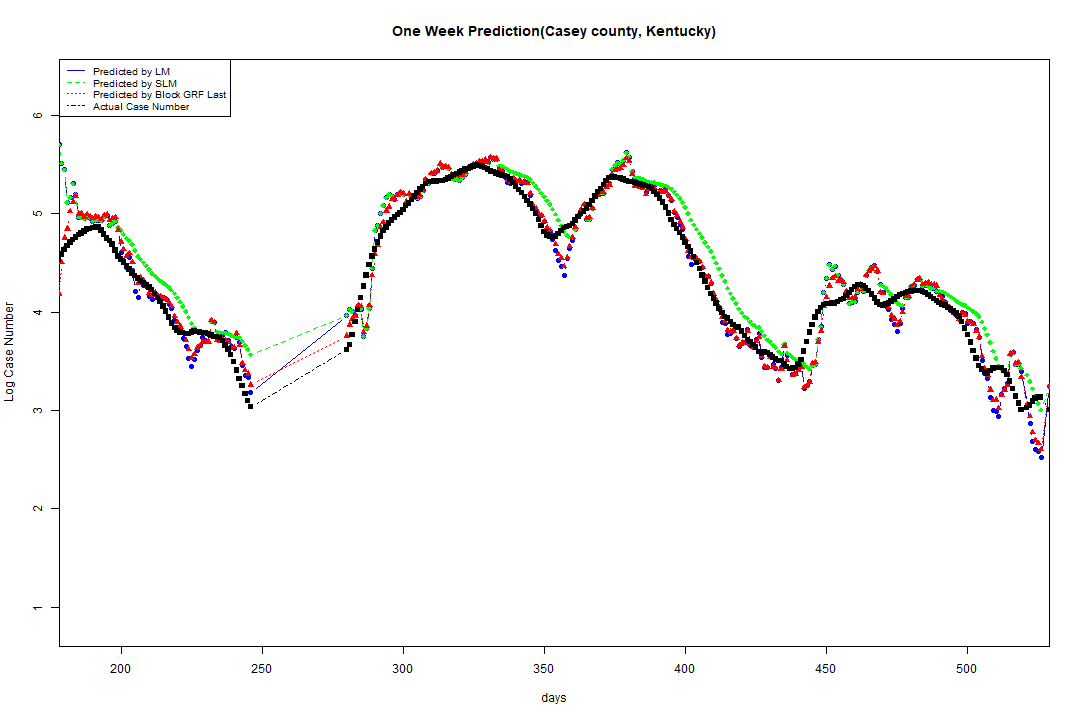 One Week Prediction(Casey county, Kentucky)
Predicted by LM
Predicted by SLM
Predicted by Block GRF Last
Actual Case Number
Log Case Number
6
5
4
3
2
1
200 250 300 350 400 450 500
days